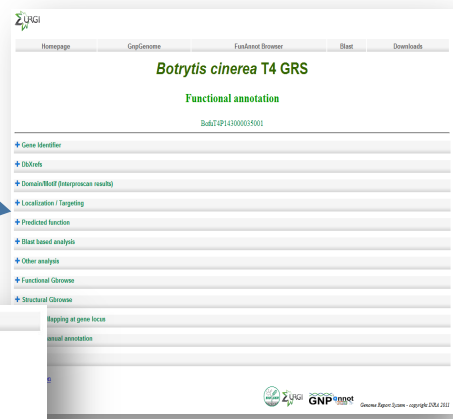 URGI
Homepage GnpGenome FunAnnot Browser Blast Downloads
Botrytis cinerea T4 GRS
Functional annotation
BofuT4P143000035001
+ Gene Identifier
+ DbXrefs
+ Domain/Motif (Interproscan results)
+ Localization / Targeting
+ Predicted function
+ Blast based analysis
+ Other analysis
+ Functional Gbrowse
+ Structural Gbrowse
Mapping at gene locus
manual annotation
URGI GNPannot Genome Report System - copyright INRA 2011